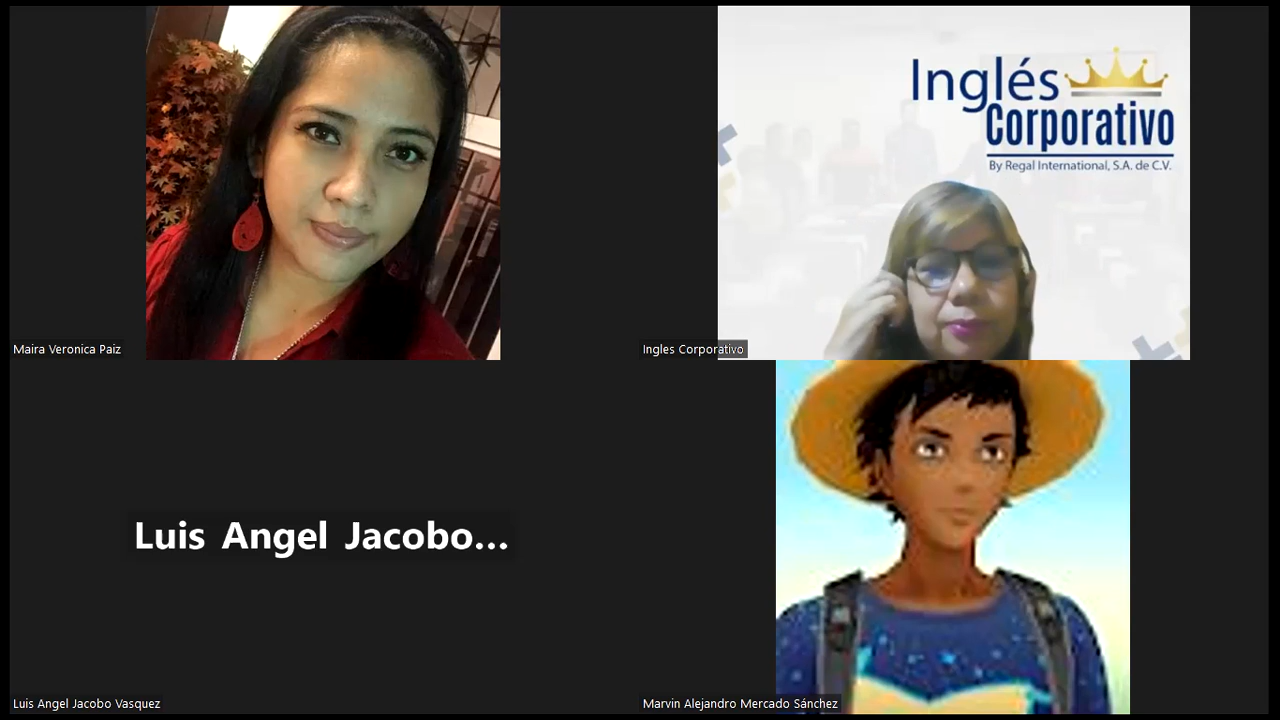 Inglés
Corporativo
By Regal International, S.A. de C.V.
Maira Veronica Paiz
Ingles Corporativo
Luis Angel Jacobo...
Luis Angel Jacobo Vasquez
Marvin Alejandro Mercado Sánchez